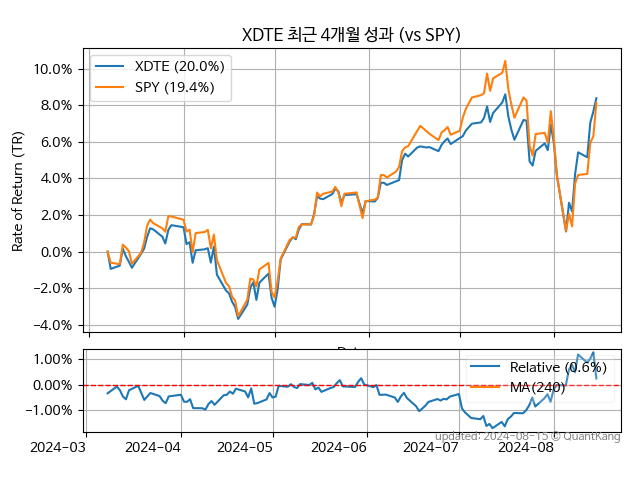 XDTE 최근 4개월 성과 (vs SPY)
XDTE (20.0%)
SPY (19.4%)
Rate of Return (TR)
10.0%
8.0%
6.0%
4.0%
2.0%
0.0%
−2.0%
−4.0%
Relative (0.6%)
MA(240)
1.00%
0.00%
−1.00%
2024-03
2024-04
2024-05
2024-06
2024-07
2024-08
updated: 2024-08-15 © QuantKang